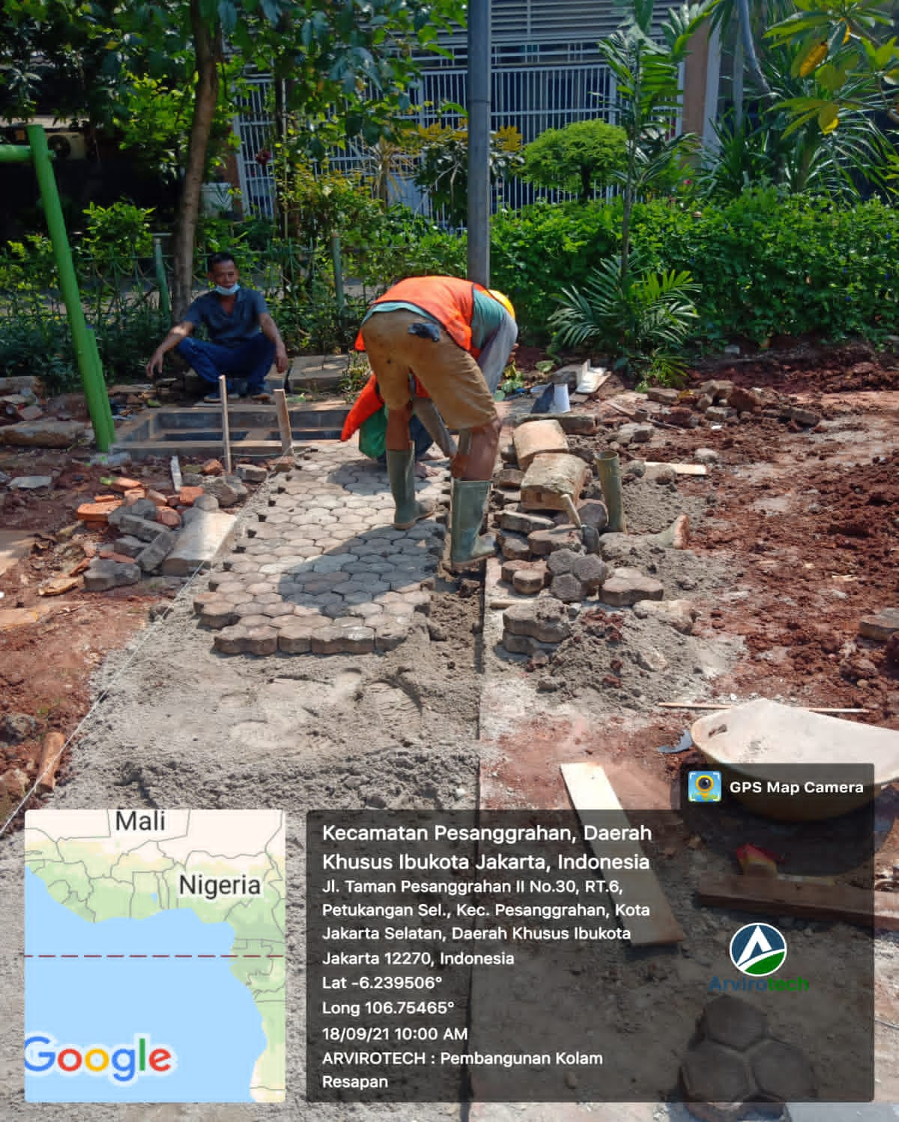 GPS Map Camera
Mali
Nigeria
Google
Kecamatan Pesanggrahan, Daerah
Khusus Ibukota Jakarta, Indonesia
Jl. Taman Pesanggrahan II No.30, RT.6,
Petukangan Sel., Kec. Pesanggrahan, Kota
Jakarta Selatan, Daerah Khusus Ibukota
Jakarta 12270, Indonesia
Lat -6.239506°
Long 106.75465°
18/09/21 10:00 AM
ARVIROTECH : Pembangunan Kolam
Resapan
Arvirotech